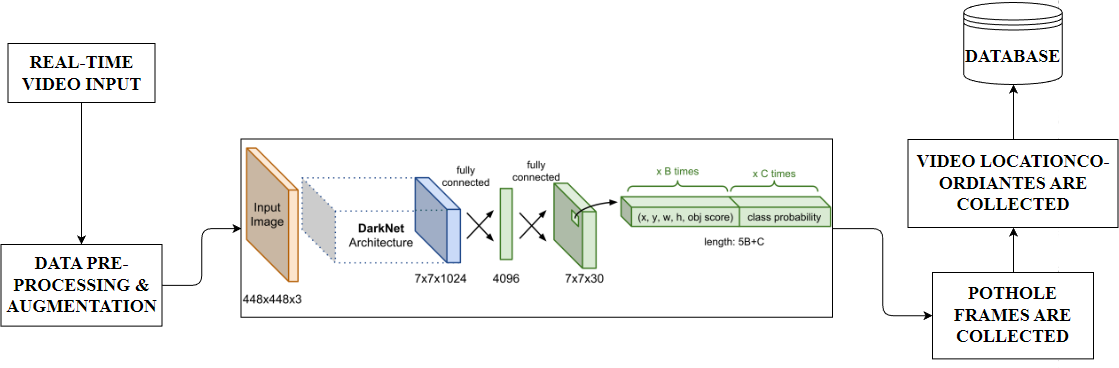 REAL-TIME
VIDEO INPUT
DATA PRE-
PROCESSING &
AUGMENTATION
Input
Image
448x448x3
DarkNet
Architecture
7x7x1024
fully
connected
4096
fully
connected
7x7x30
x B times
x C times
(x, y, w, h, obj score)
class probability
length: 5B+C
POTHOLE
FRAMES ARE
COLLECTED
VIDEO LOCATIONCO-
ORDIANTES ARE
COLLECTED
DATABASE